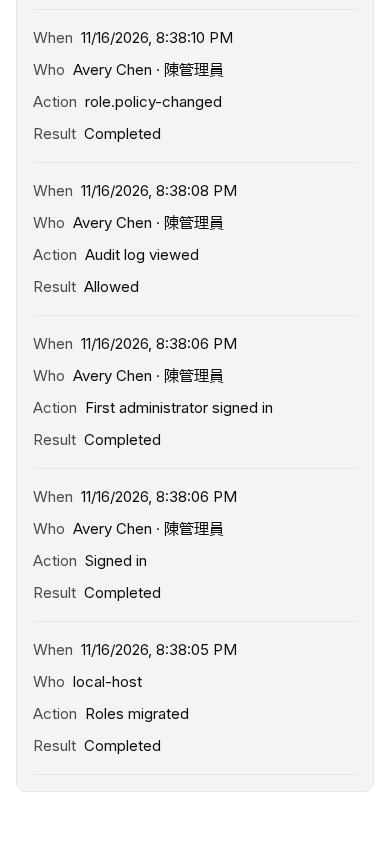 When 11/16/2026, 8:38:10 PM
Who Avery Chen · 陳管理員
Action role.policy-changed
Result Completed
When 11/16/2026, 8:38:08 PM
Who Avery Chen · 陳管理員
Action Audit log viewed
Result Allowed
When 11/16/2026, 8:38:06 PM
Who Avery Chen · 陳管理員
Action First administrator signed in
Result Completed
When 11/16/2026, 8:38:06 PM
Who Avery Chen · 陳管理員
Action Signed in
Result Completed
When 11/16/2026, 8:38:05 PM
Who local-host
Action Roles migrated
Result Completed